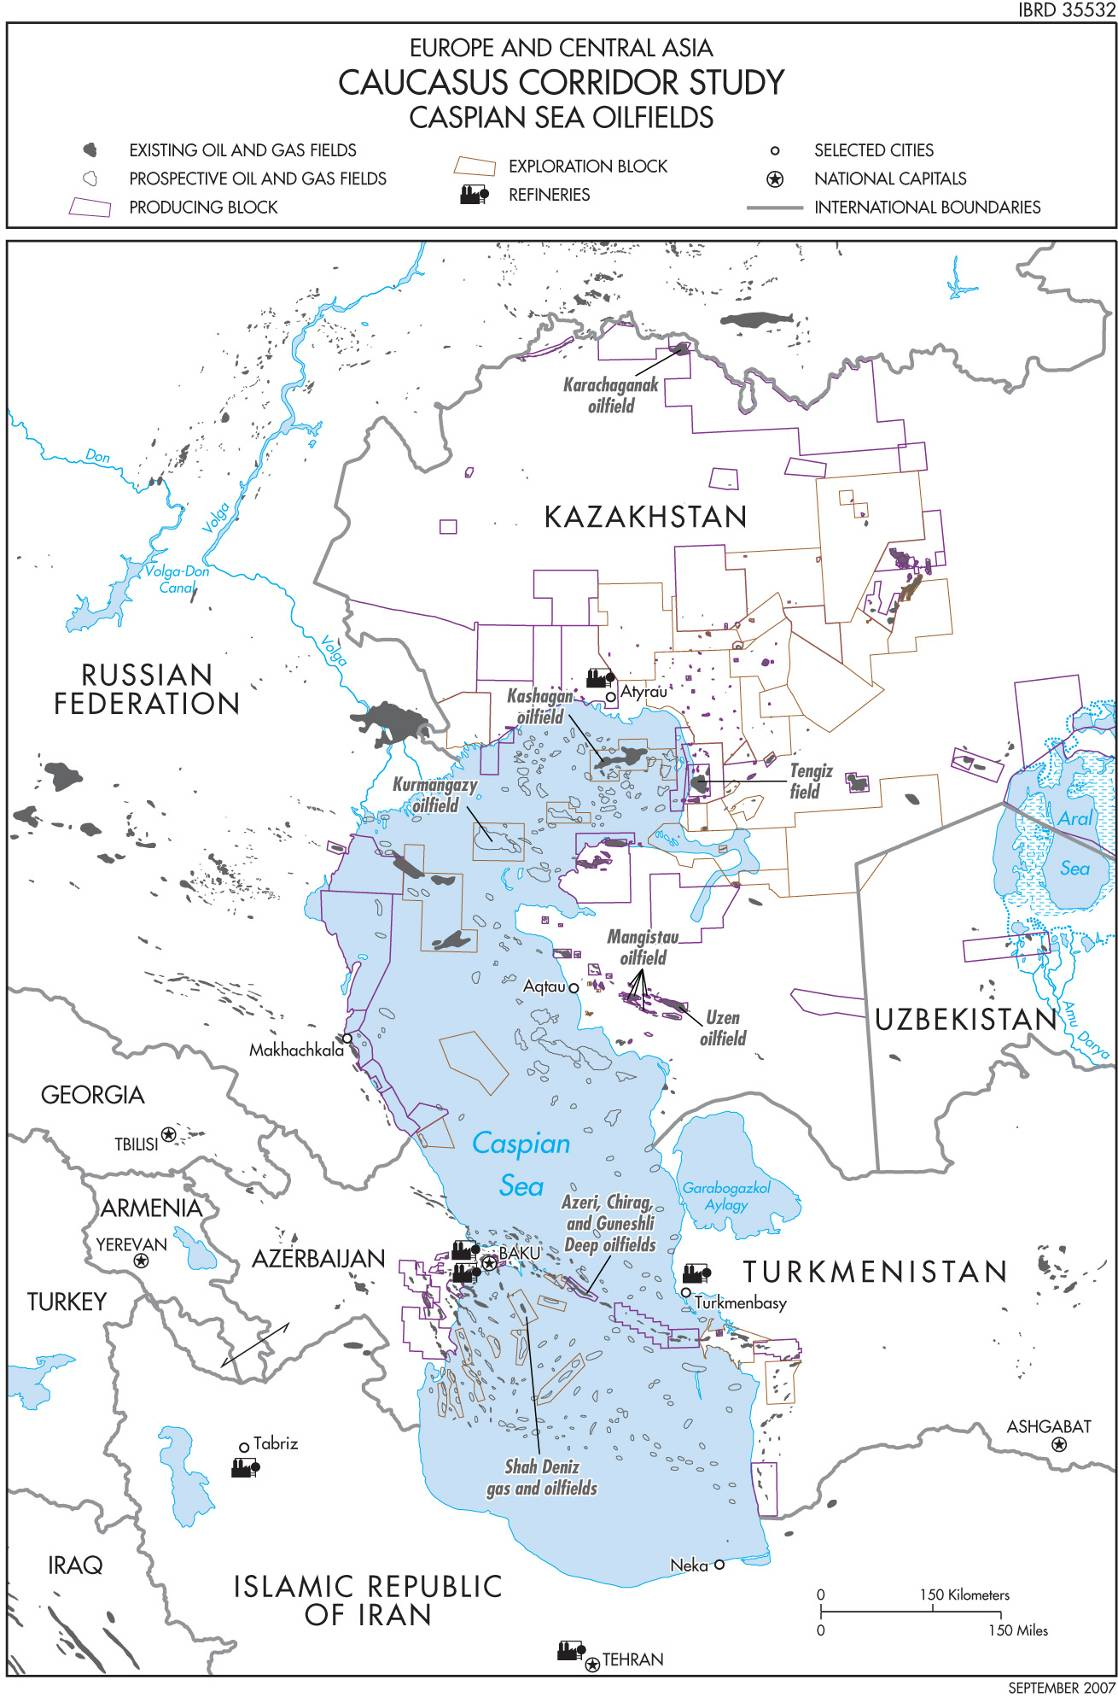 IBRD 35532
EUROPE AND CENTRAL ASIA
CAUCASUS CORRIDOR STUDY
CASPIAN SEA OILFIELDS
EXISTING OIL AND GAS FIELDS
PROSPECTIVE OIL AND GAS FIELDS
PRODUCING BLOCK
EXPLORATION BLOCK
REFINERIES
SELECTED CITIES
NATIONAL CAPITALS
INTERNATIONAL BOUNDARIES
Karachaganak
oilfield
Don
Volga
KAZAKHSTAN
Volga-Don
Canal
Volga
RUSSIAN
FEDERATION
Atyrau
Kashagan
oilfield
Kurmangazy
oilfield
Tengiz
field
Aral
Sea
Mangistau
oilfield
Aqtau
Uzen
oilfield
UZBEKISTAN
Amu Darya
Makhachkala
GEORGIA
TBILISI
Caspian
Sea
Garabogazkol
Aylagy
ARMENIA
YEREVAN
AZERBAIJAN
BAKU
Azeri, Chirag,
and Guneshli
Deep oilfields
TURKMENISTAN
TURKEY
Turkmenbasy
ASHGABAT
Tabriz
Shah Deniz
gas and oilfields
Neka
IRAQ
ISLAMIC REPUBLIC
OF IRAN
0 150 Kilometers
0 150 Miles
TEHRAN
SEPTEMBER 2007